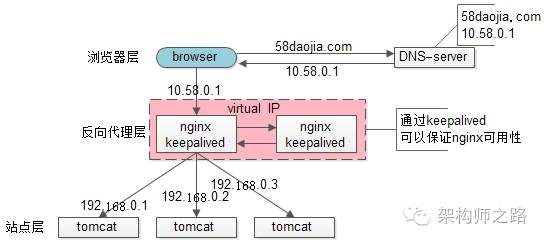 58daojia.com
10.58.0.1
58daojia.com
浏览器层
browser
DNS-server
10.58.0.1
10.58.0.1
virtual IP
反向代理层
nginx
keepalived
nginx
keepalived
通过keepalived
可以保证nginx可用性
192.168.0.1
192.168.0.2
192.168.0.3
站点层
tomcat
tomcat
tomcat
架构师之路